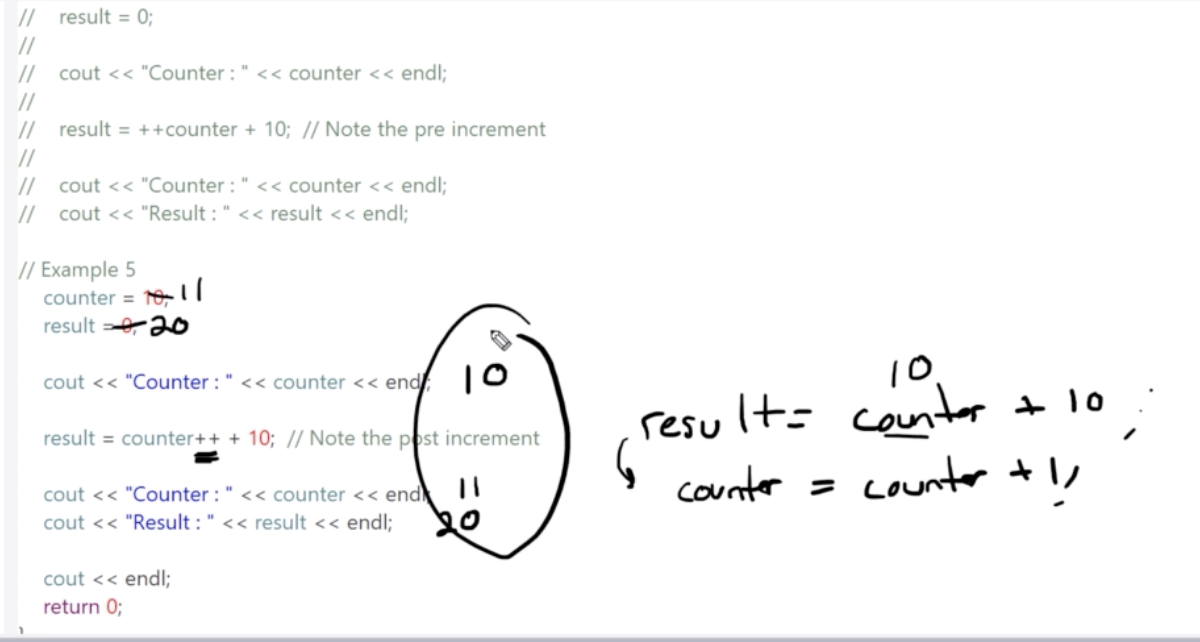 //   result = 0;
//
//   cout << "Counter : " << counter << endl;
//
//   result = ++counter + 10;  // Note the pre increment
//
//   cout << "Counter : " << counter << endl;
//   cout << "Result : " << result << endl;
// Example 5
counter = 10; 11
result = 0; 20
cout << "Counter : " << counter << endl; 10
result = counter++ + 10;  // Note the post increment
cout << "Counter : " << counter << endl; 11
cout << "Result : " << result << endl; 20
cout << endl;
return 0;
10
result = counter + 10 ;
counter = counter + 1;